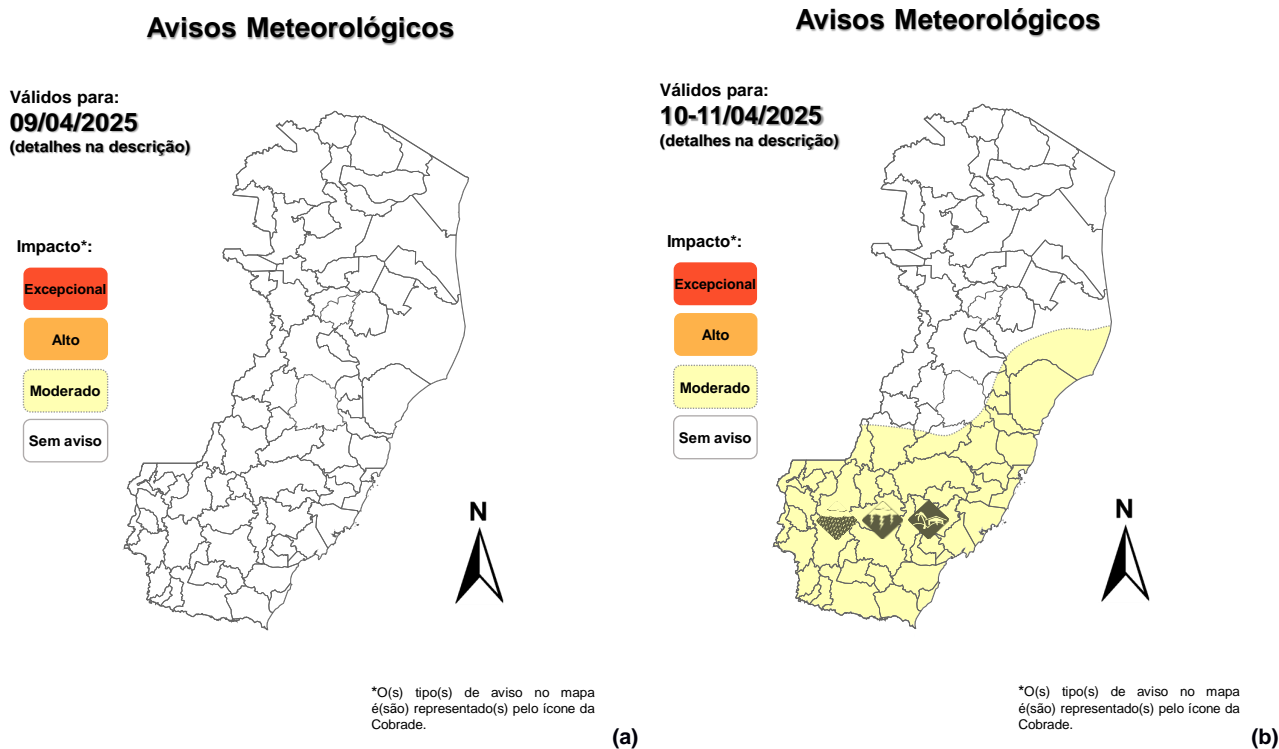 Avisos Meteorológicos
Válidos para:
09/04/2025
(detalhes na descrição)
Impacto*:
Excepcional
Alto
Moderado
Sem aviso
N
*O(s) tipo(s) de aviso no mapa
é(são) representado(s) pelo ícone da
Cobrade.
(a)
Avisos Meteorológicos
Válidos para:
10-11/04/2025
(detalhes na descrição)
Impacto*:
Excepcional
Alto
Moderado
Sem aviso
N
*O(s) tipo(s) de aviso no mapa
é(são) representado(s) pelo ícone da
Cobrade.
(b)